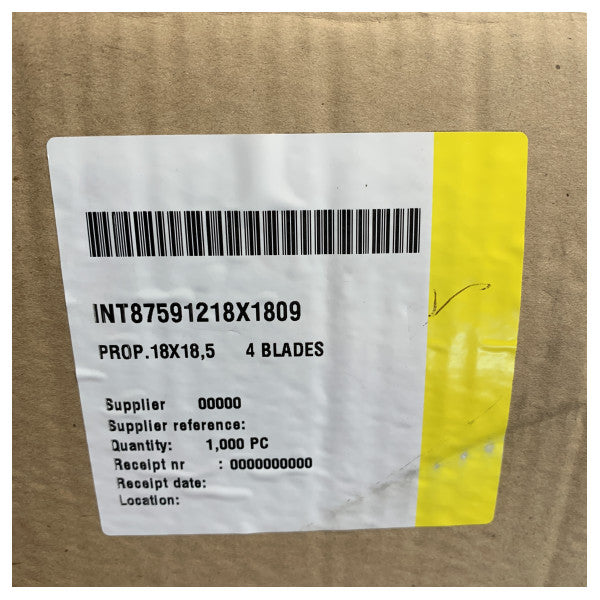 INT87591218X1809
PROP.18X18,5 4 BLADES
Supplier 00000
Supplier reference:
Quantity: 1,000 PC
Receipt nr : 0000000000
Receipt date:
Location: